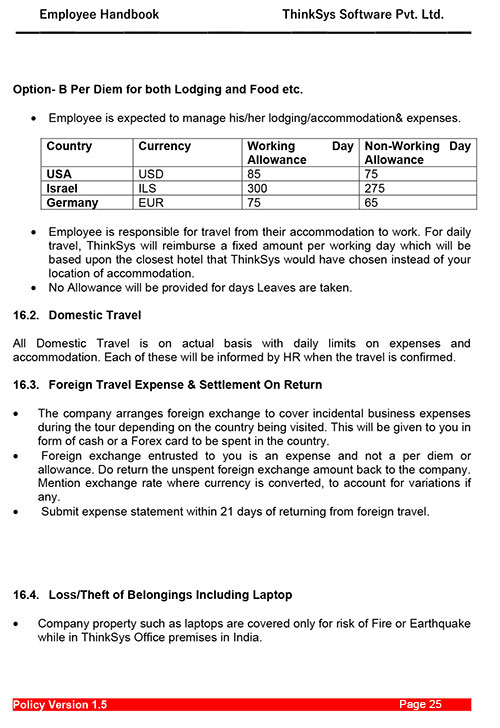 Employee Handbook ThinkSys Software Pvt. Ltd.
Option- B Per Diem for both Lodging and Food etc.
• Employee is expected to manage his/her lodging/accommodation& expenses.
Country Currency Working Day Allowance Non-Working Day Allowance
USA USD 85 75
Israel ILS 300 275
Germany EUR 75 65
• Employee is responsible for travel from their accommodation to work. For daily
travel, ThinkSys will reimburse a fixed amount per working day which will be
based upon the closest hotel that ThinkSys would have chosen instead of your
location of accommodation.
• No Allowance will be provided for days Leaves are taken.
16.2. Domestic Travel
All Domestic Travel is on actual basis with daily limits on expenses and
accommodation. Each of these will be informed by HR when the travel is confirmed.
16.3. Foreign Travel Expense & Settlement On Return
• The company arranges foreign exchange to cover incidental business expenses
during the tour depending on the country being visited. This will be given to you in
form of cash or a Forex card to be spent in the country.
• Foreign exchange entrusted to you is an expense and not a per diem or
allowance. Do return the unspent foreign exchange amount back to the company.
Mention exchange rate where currency is converted, to account for variations if
any.
• Submit expense statement within 21 days of returning from foreign travel.
16.4. Loss/Theft of Belongings Including Laptop
• Company property such as laptops are covered only for risk of Fire or Earthquake
while in ThinkSys Office premises in India.
Policy Version 1.5 Page 25